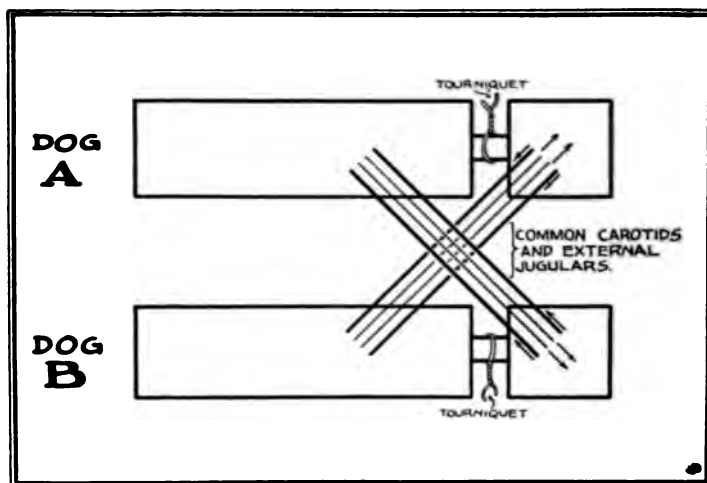 TOURNIQUET
DOG
A
COMMON CAROTIDS
AND EXTERNAL
JUGULARS.
DOG
B
TOURNIQUET